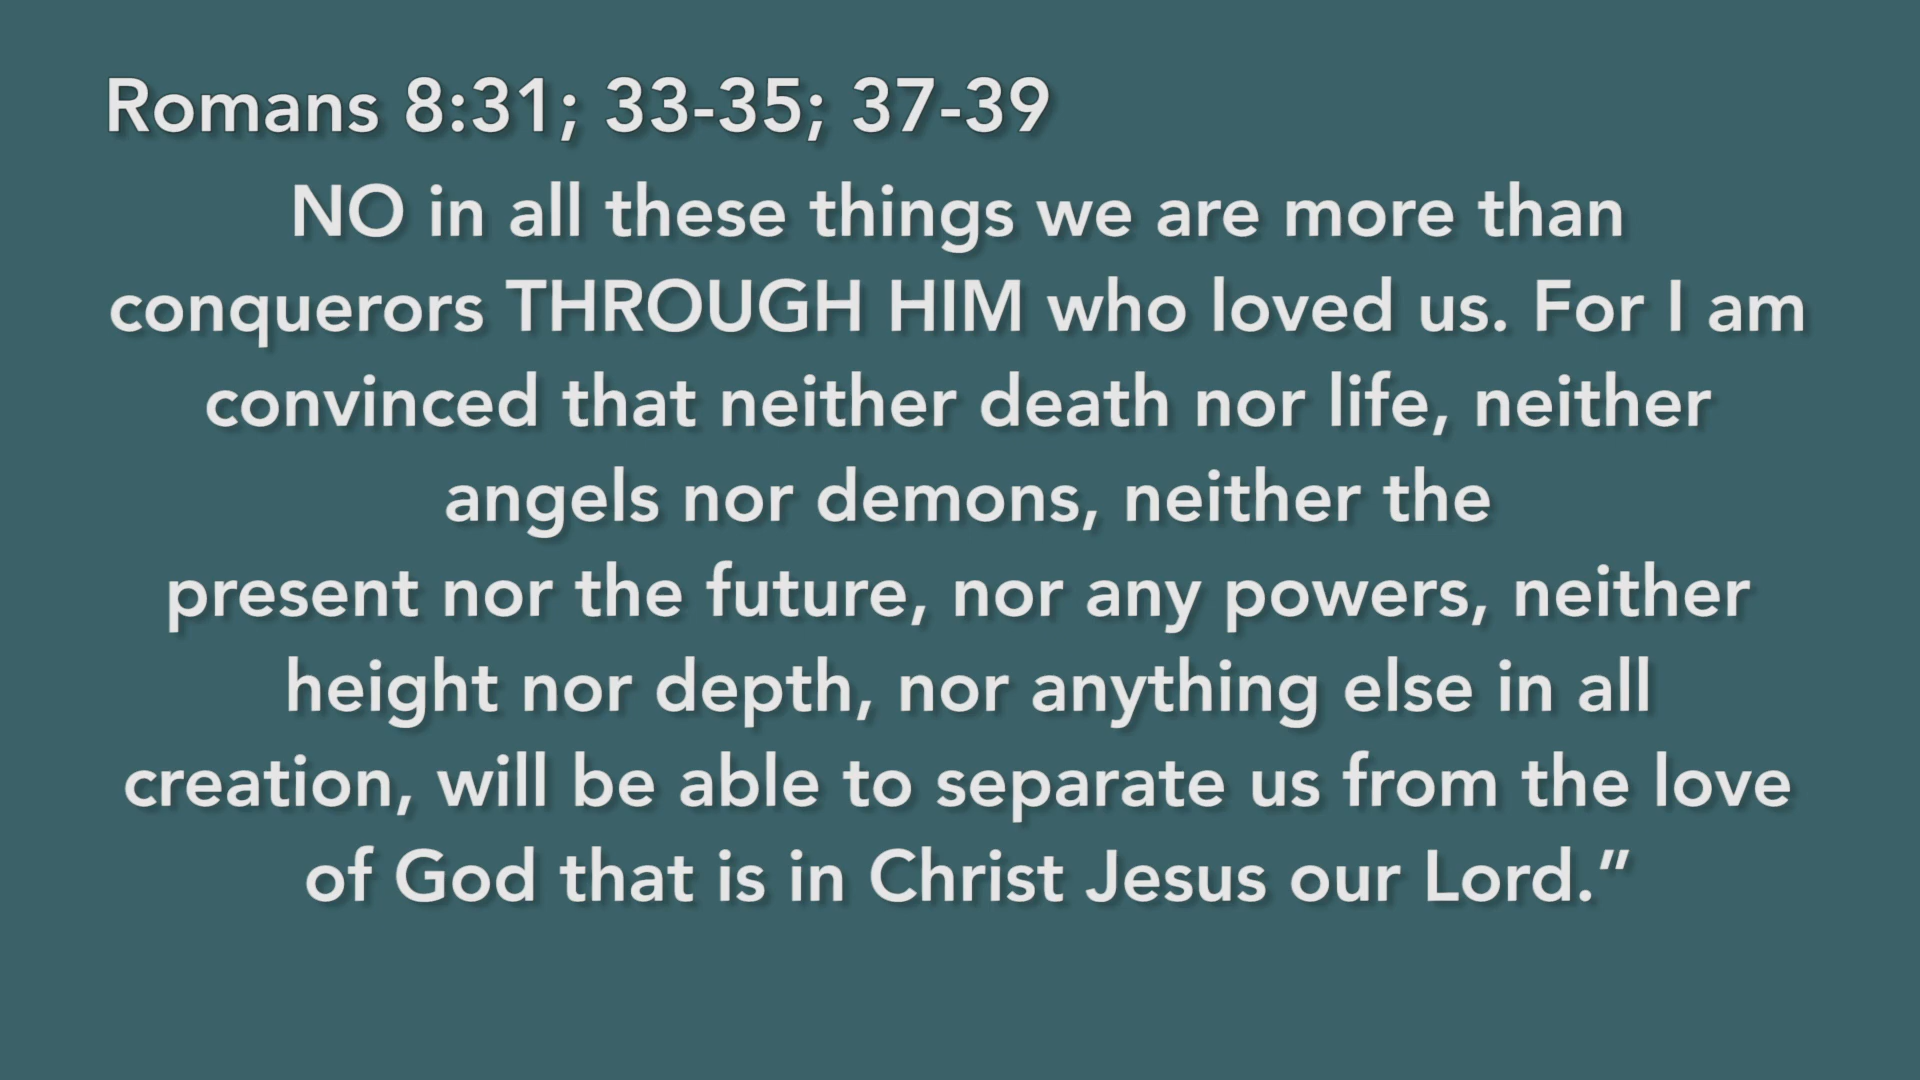 Romans 8:31; 33-35; 37-39
NO in all these things we are more than
conquerors THROUGH HIM who loved us. For I am
convinced that neither death nor life, neither
angels nor demons, neither the
present nor the future, nor any powers, neither
height nor depth, nor anything else in all
creation, will be able to separate us from the love
of God that is in Christ Jesus our Lord.”